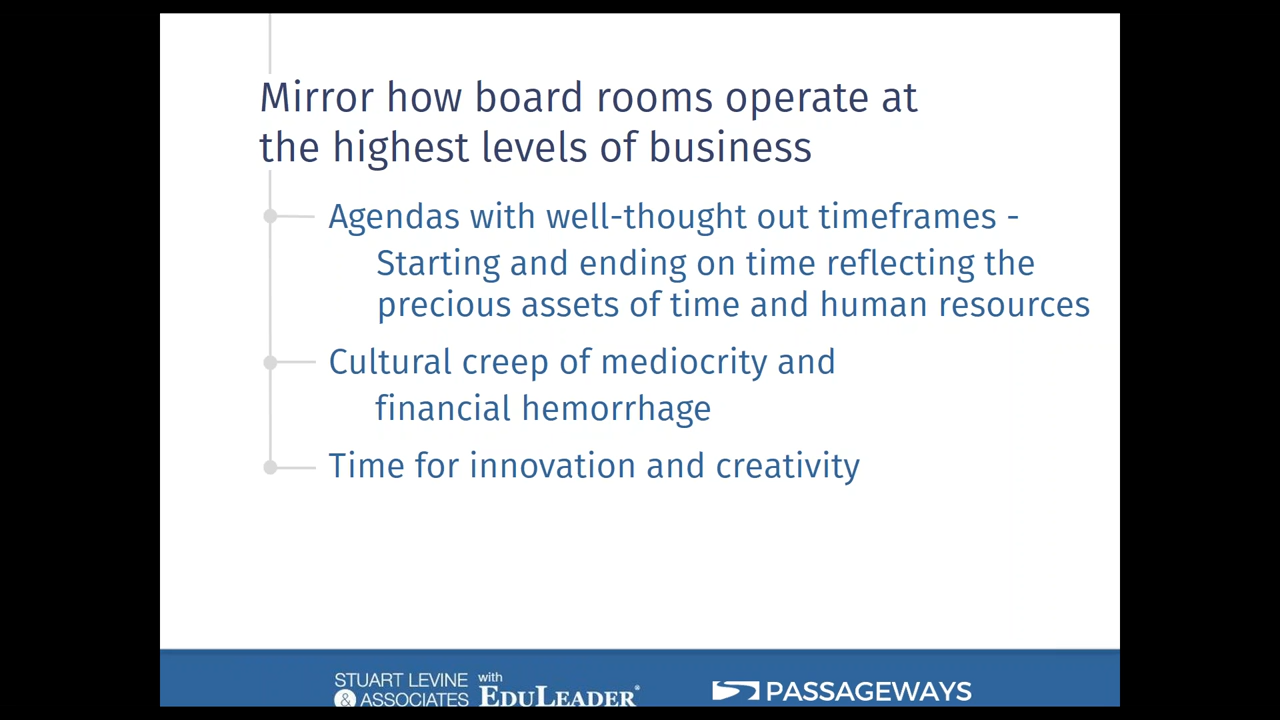 Mirror how board rooms operate at
the highest levels of business
Agendas with well-thought out timeframes -
Starting and ending on time reflecting the
precious assets of time and human resources
Cultural creep of mediocrity and
financial hemorrhage
Time for innovation and creativity
STUART LEVINE with
& ASSOCIATES EDULEADER®
PASSAGEWAYS